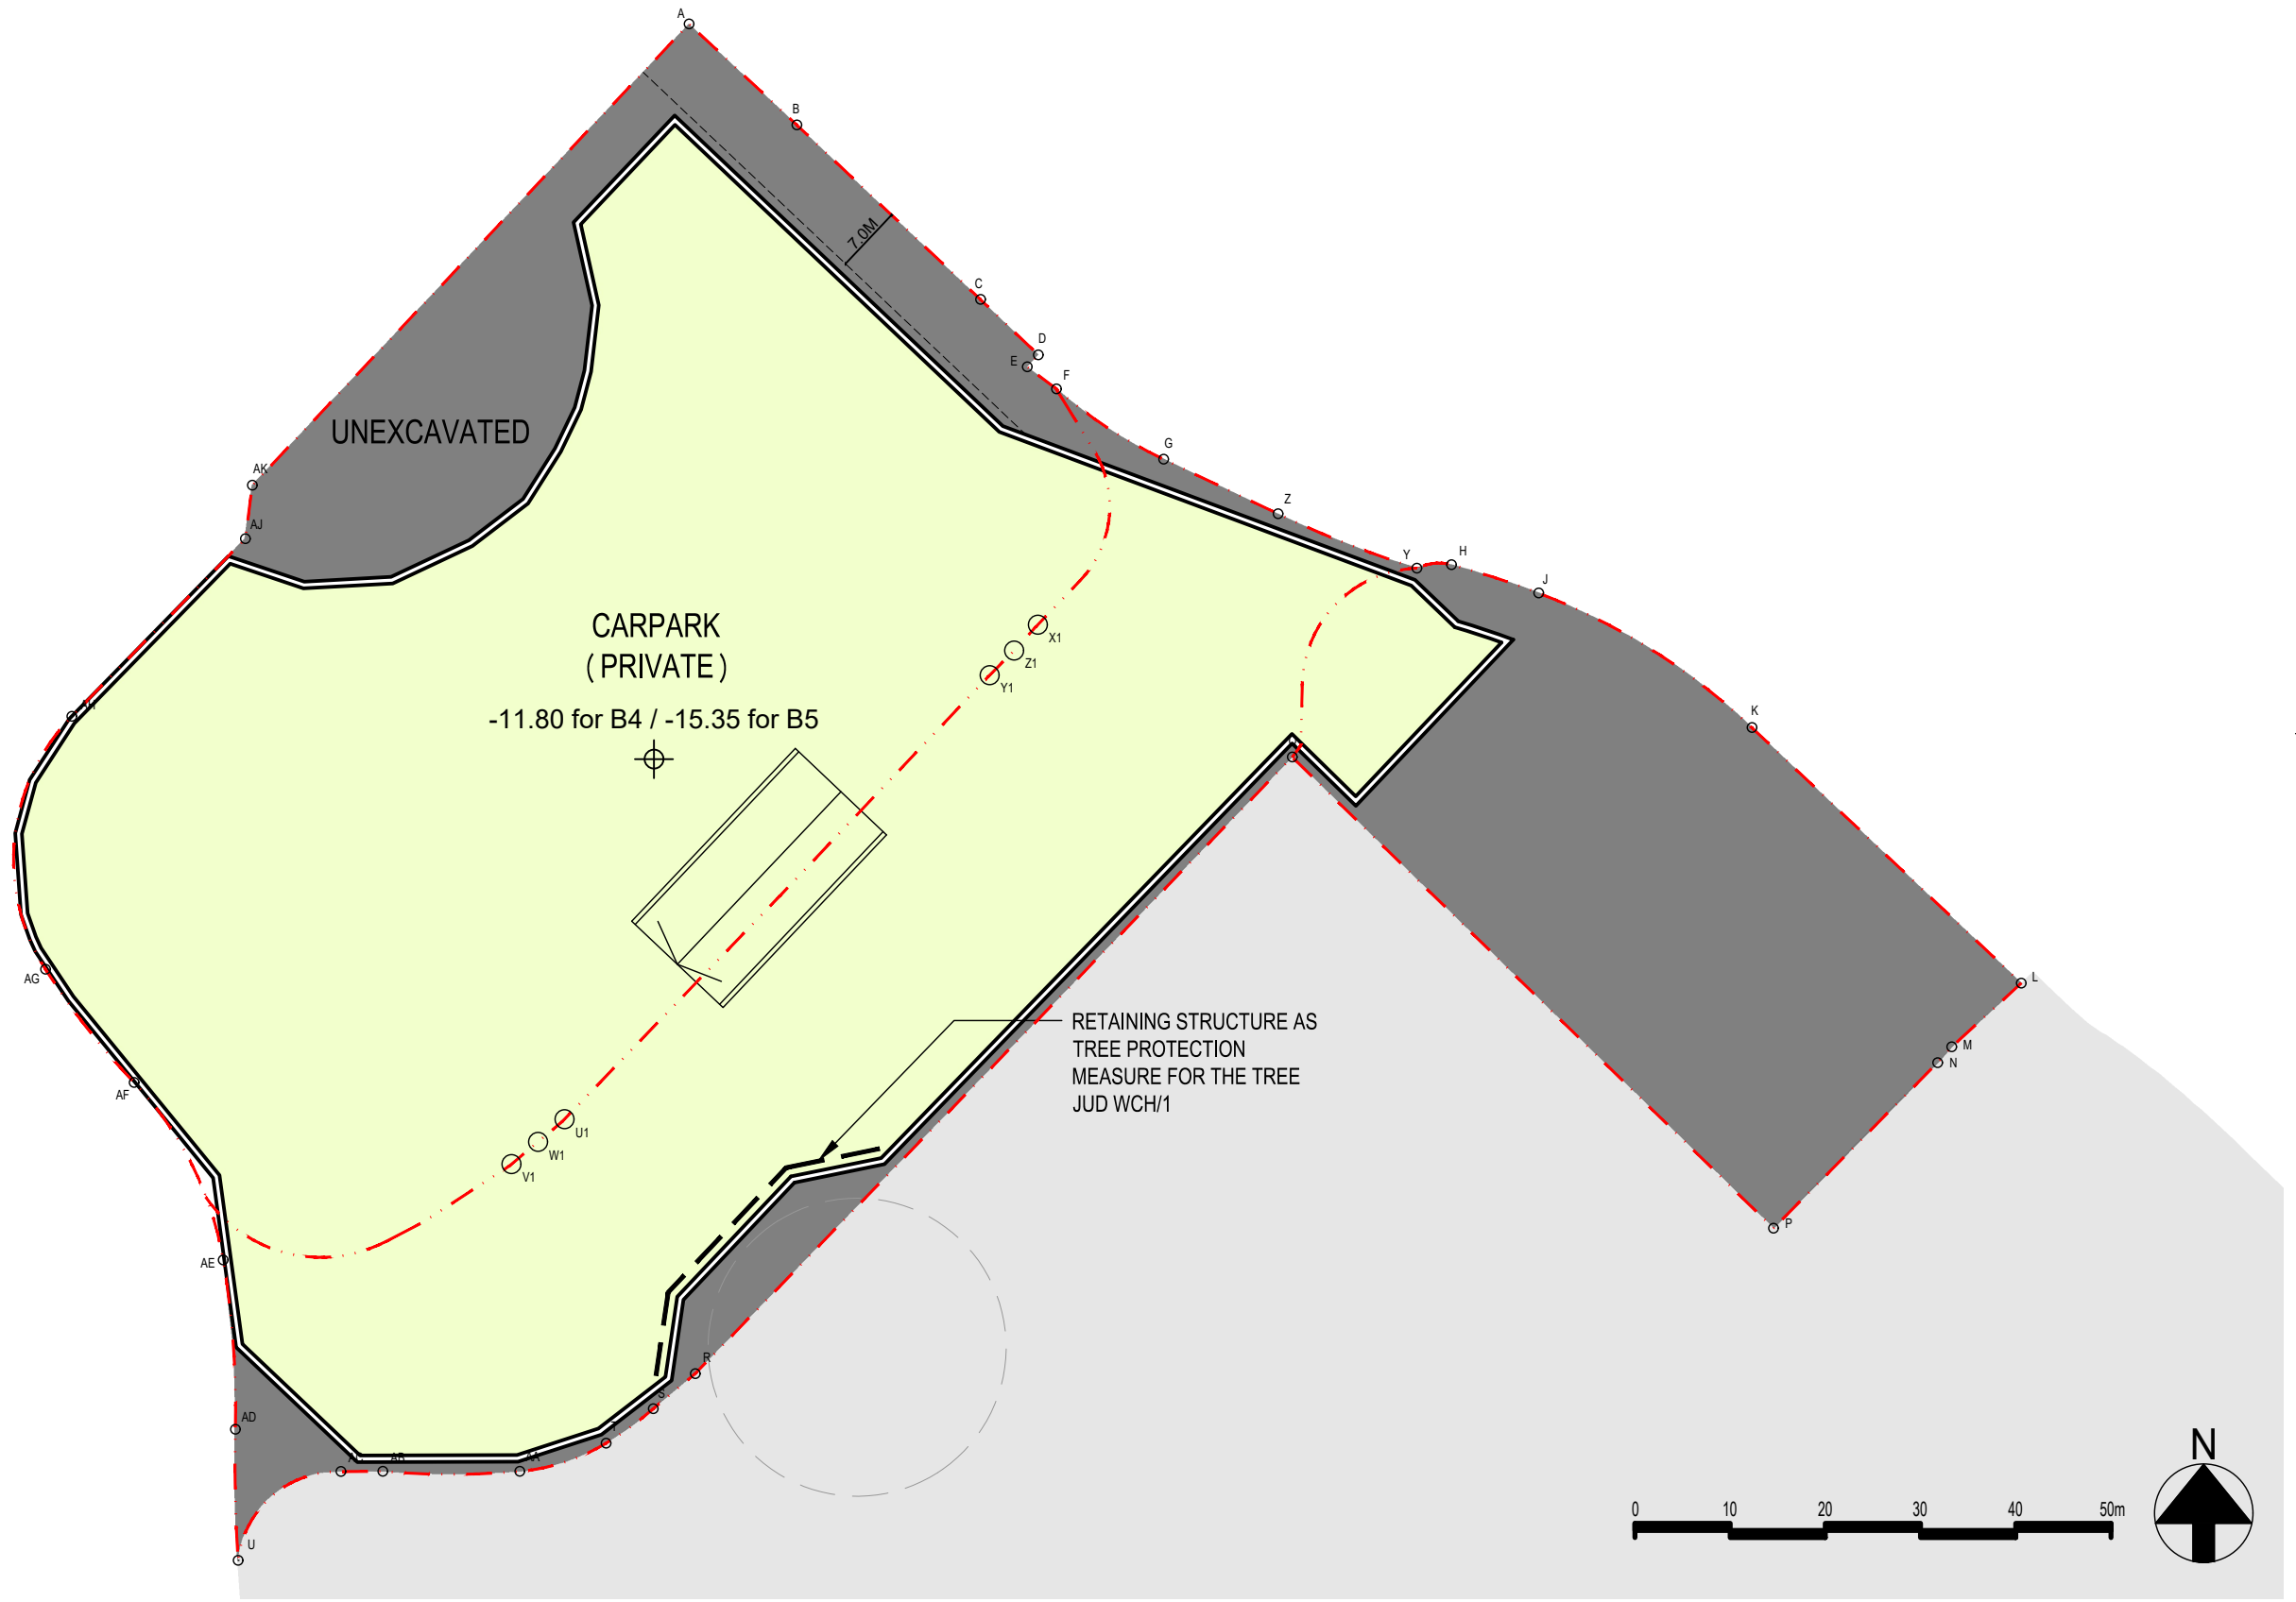 A
B
7.0M
C
D
E
F
UNEXCAVATED
G
AK
Z
AJ
Y
H
J
CARPARK
( PRIVATE )
X1
Z1
Y1
-11.80 for B4 / -15.35 for B5
K
AG
L
RETAINING STRUCTURE AS
TREE PROTECTION
MEASURE FOR THE TREE
JUD WCH/1
M
N
AF
U1
W1
V1
P
AE
R
S
T
AD
AB
AA
N
0 10 20 30 40 50m
U